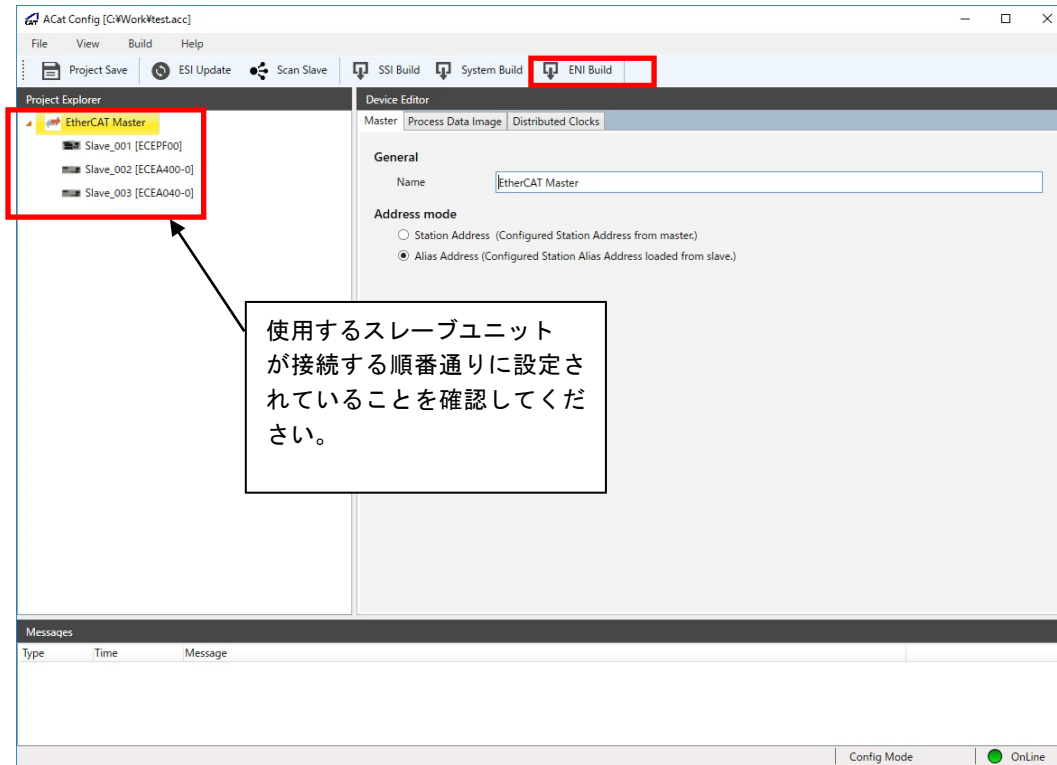 ACat Config [C:¥Work¥test.acc]
File View Build Help
Project Save ESI Update Scan Slave SSI Build System Build ENI Build
Project Explorer
EtherCAT Master
Slave_001 [ECEPF00]
Slave_002 [ECEA400-0]
Slave_003 [ECEA040-0]
Device Editor
Master Process Data Image Distributed Clocks
General
Name EtherCAT Master
Address mode
Station Address (Configured Station Address from master.)
Alias Address (Configured Station Alias Address loaded from slave.)
使用するスレーブユニット
が接続する順番通りに設定さ
れていることを確認してくだ
さい。
Messages
Type Time Message
Config Mode OnLine